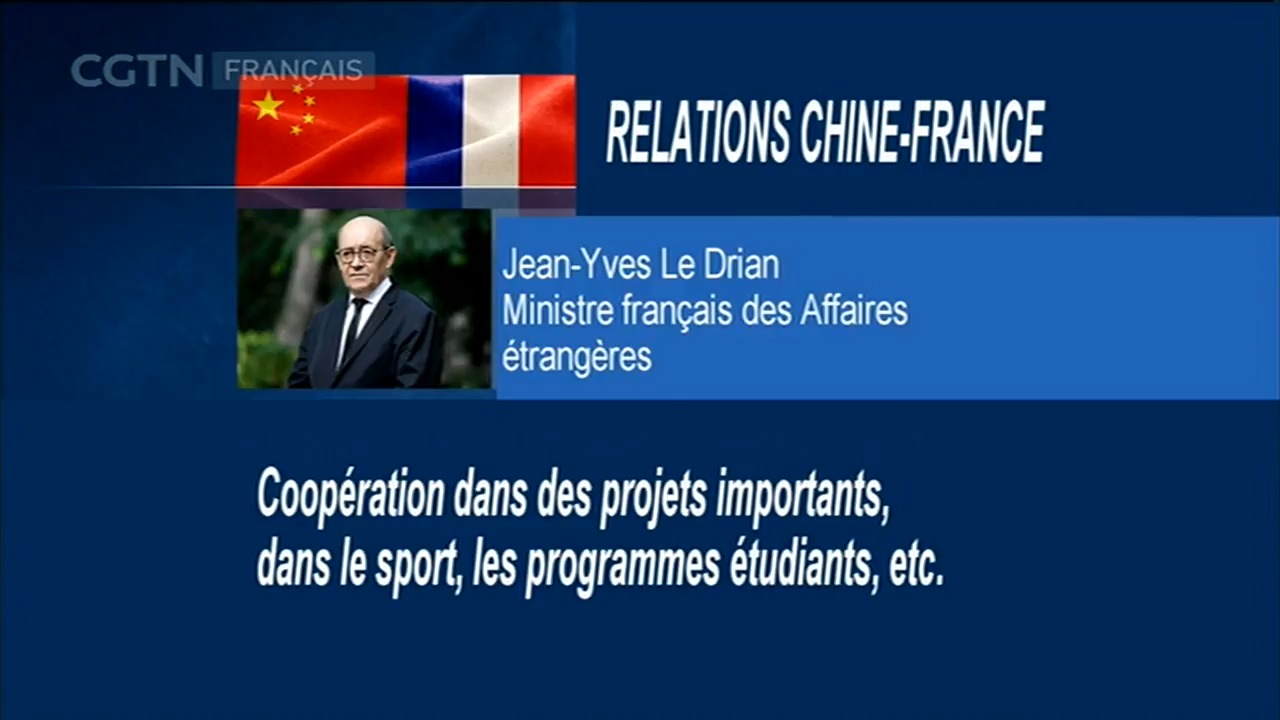 CGTN FRANÇAIS
RELATIONS CHINE-FRANCE
Jean-Yves Le Drian
Ministre français des Affaires
étrangères
Coopération dans des projets importants,
dans le sport, les programmes étudiants, etc.